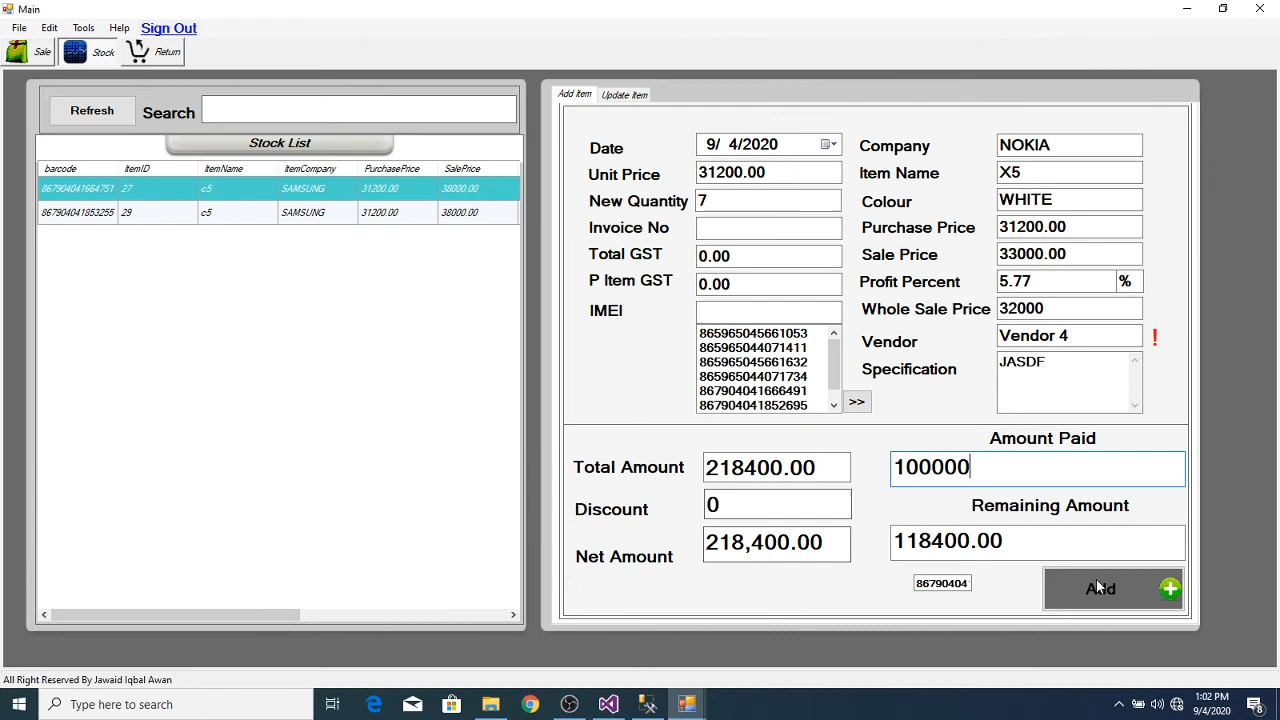 Main
File Edit Tools Help Sign Out
Sale Stock Return
Refresh Search
Stock List
barcode ItemID ItemName ItemCompany PurchasePrice SalePrice
867904041664751 27 c5 SAMSUNG 31200.00 38000.00
867904041853255 29 c5 SAMSUNG 31200.00 38000.00
Add Item Update Item
Date 9/ 4/2020
Unit Price 31200.00
New Quantity 7
Invoice No
Total GST 0.00
P Item GST 0.00
IMEI
865965045661053
865965044071411
865965045661632
865965044071734
867904041666491
867904041852695
>>
Company NOKIA
Item Name X5
Colour WHITE
Purchase Price 31200.00
Sale Price 33000.00
Profit Percent 5.77 %
Whole Sale Price 32000
Vendor Vendor 4 !
Specification JASDF
Total Amount 218400.00
Discount 0
Net Amount 218,400.00
Amount Paid
100000
Remaining Amount
118400.00
86790404
Add
All Right Reserved By Jawaid Iqbal Awan
Type here to search
1:02 PM
9/4/2020
8